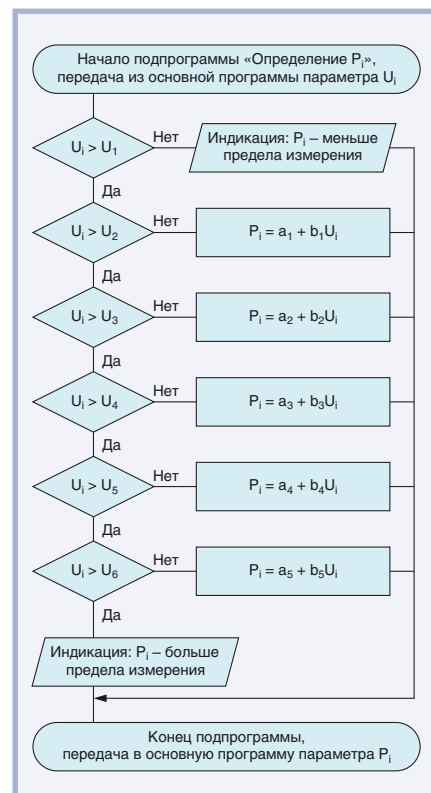 Начало подпрограммы «Определение Pi»,
передача из основной программы параметра Ui
Ui > U1
Нет
Индикация: Pi – меньше
предела измерения
Да
Ui > U2
Нет
Pi = a1 + b1Ui
Да
Ui > U3
Нет
Pi = a2 + b2Ui
Да
Ui > U4
Нет
Pi = a3 + b3Ui
Да
Ui > U5
Нет
Pi = a4 + b4Ui
Да
Ui > U6
Нет
Pi = a5 + b5Ui
Да
Индикация: Pi – больше
предела измерения
Конец подпрограммы,
передача в основную программу параметра Pi